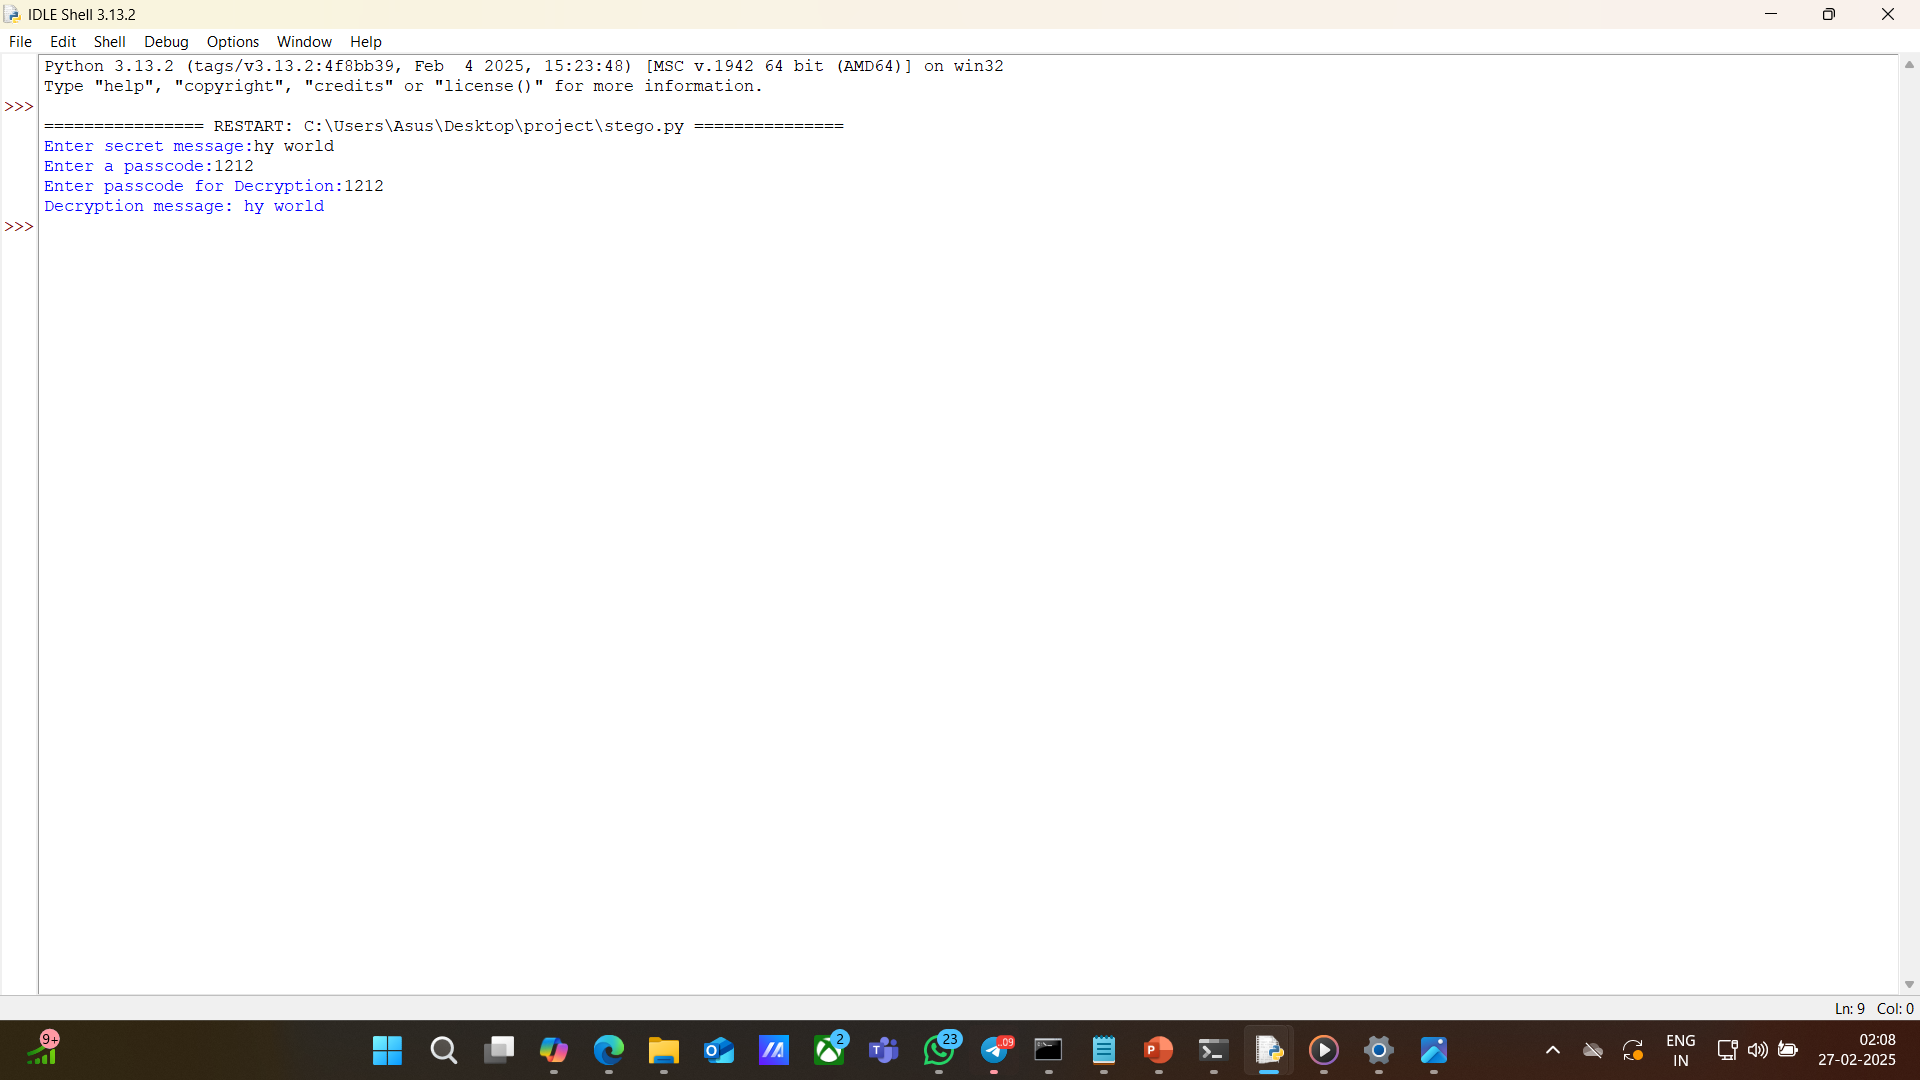 IDLE Shell 3.13.2
File Edit Shell Debug Options Window Help
Python 3.13.2 (tags/v3.13.2:4f8bb39, Feb  4 2025, 15:23:48) [MSC v.1942 64 bit (AMD64)] on win32
Type "help", "copyright", "credits" or "license()" for more information.
>>>
================ RESTART: C:\Users\Asus\Desktop\project\stego.py ===============
Enter secret message:hy world
Enter a passcode:1212
Enter passcode for Decryption:1212
Decryption message: hy world
>>>
Ln: 9 Col: 0
9+
2
23
..09
ENG
IN
02:08
27-02-2025